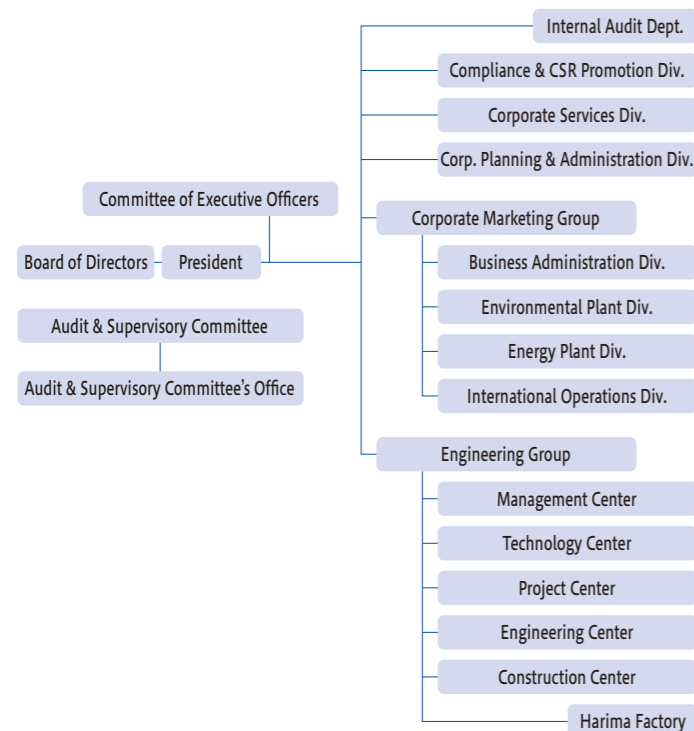 Internal Audit Dept.
Compliance & CSR Promotion Div.
Corporate Services Div.
Corp. Planning & Administration Div.
Committee of Executive Officers
Corporate Marketing Group
Board of Directors
President
Business Administration Div.
Environmental Plant Div.
Audit & Supervisory Committee
Energy Plant Div.
Audit & Supervisory Committee’s Office
International Operations Div.
Engineering Group
Management Center
Technology Center
Project Center
Engineering Center
Construction Center
Harima Factory